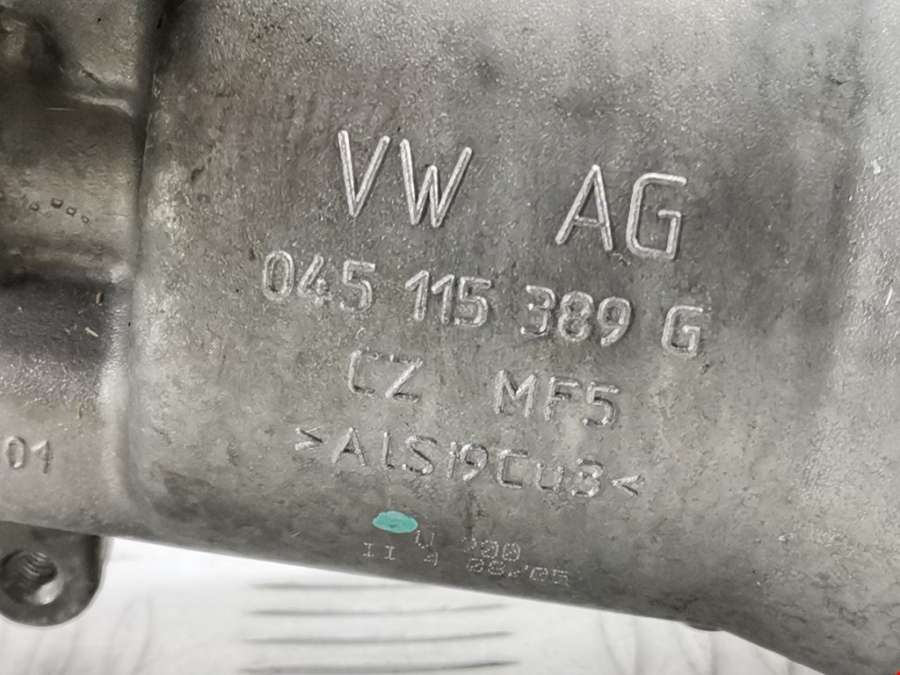 VW AG
045 115 389 G
CZ MF5
>AlSi9Cu3<
01